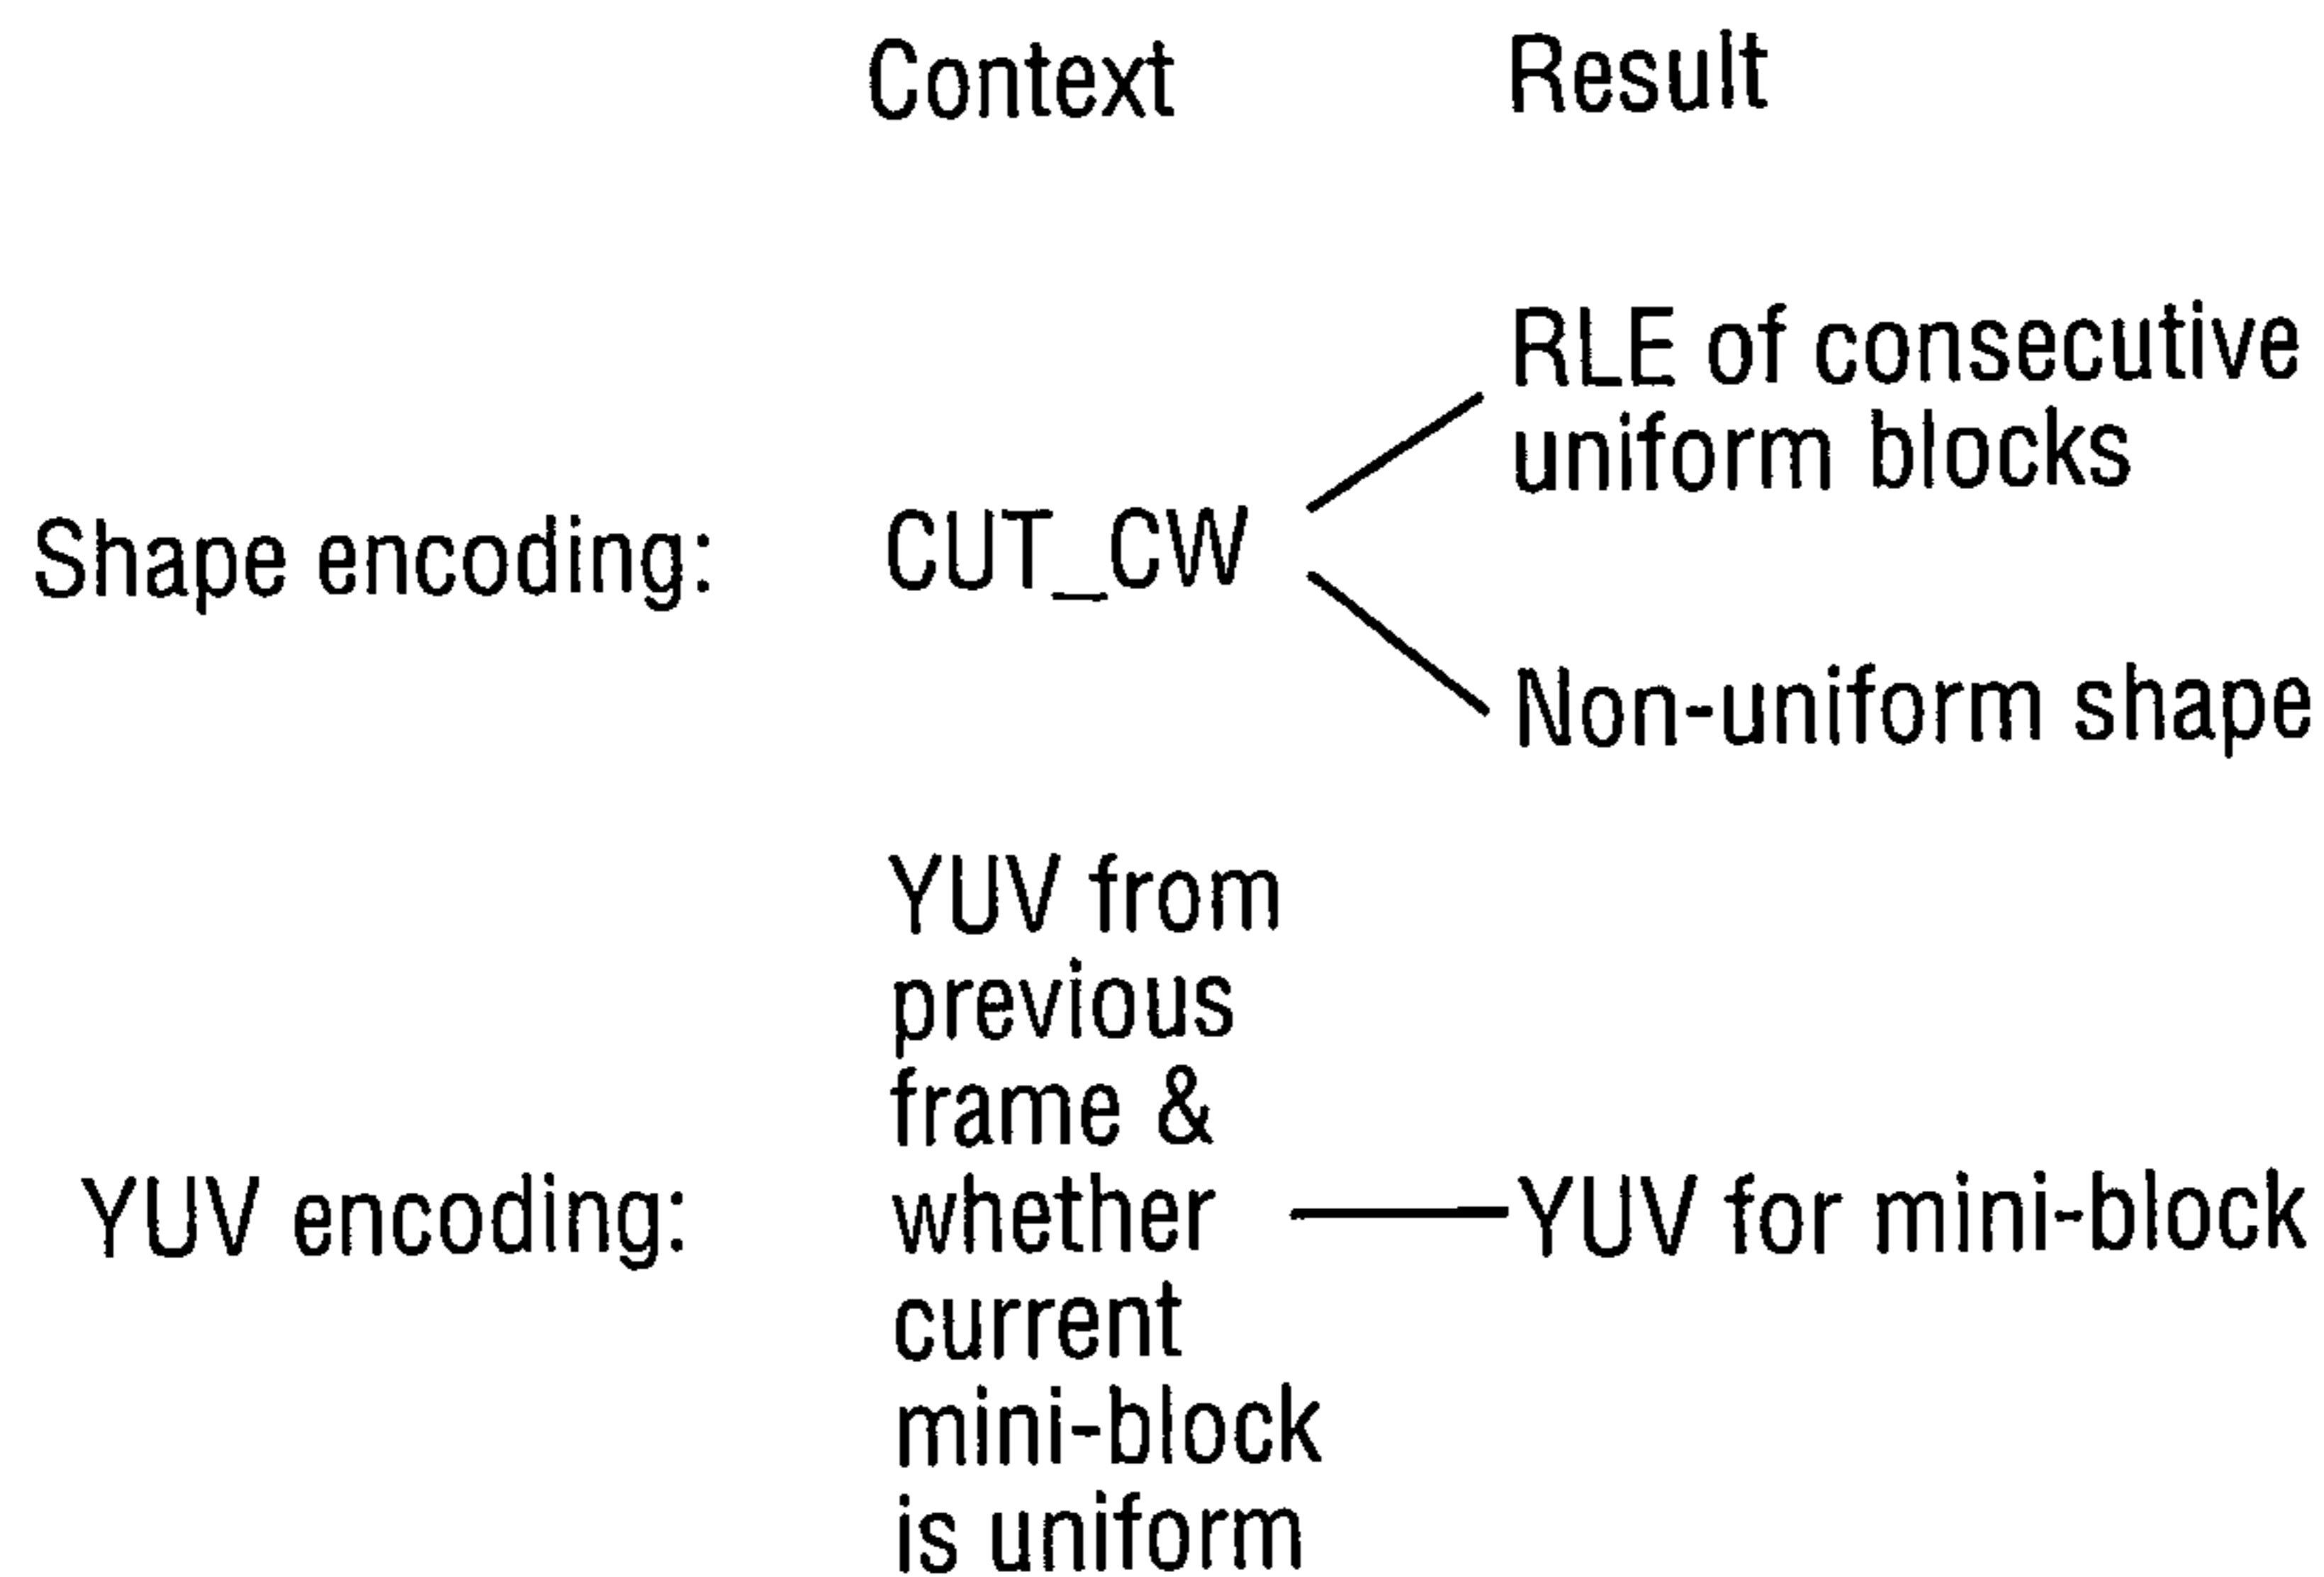 Context Result
RLE of consecutive
uniform blocks
Shape encoding: CUT_CW
Non-uniform shape
YUV from
previous
frame &
YUV encoding: whether YUV for mini-block
current
mini-block
is uniform